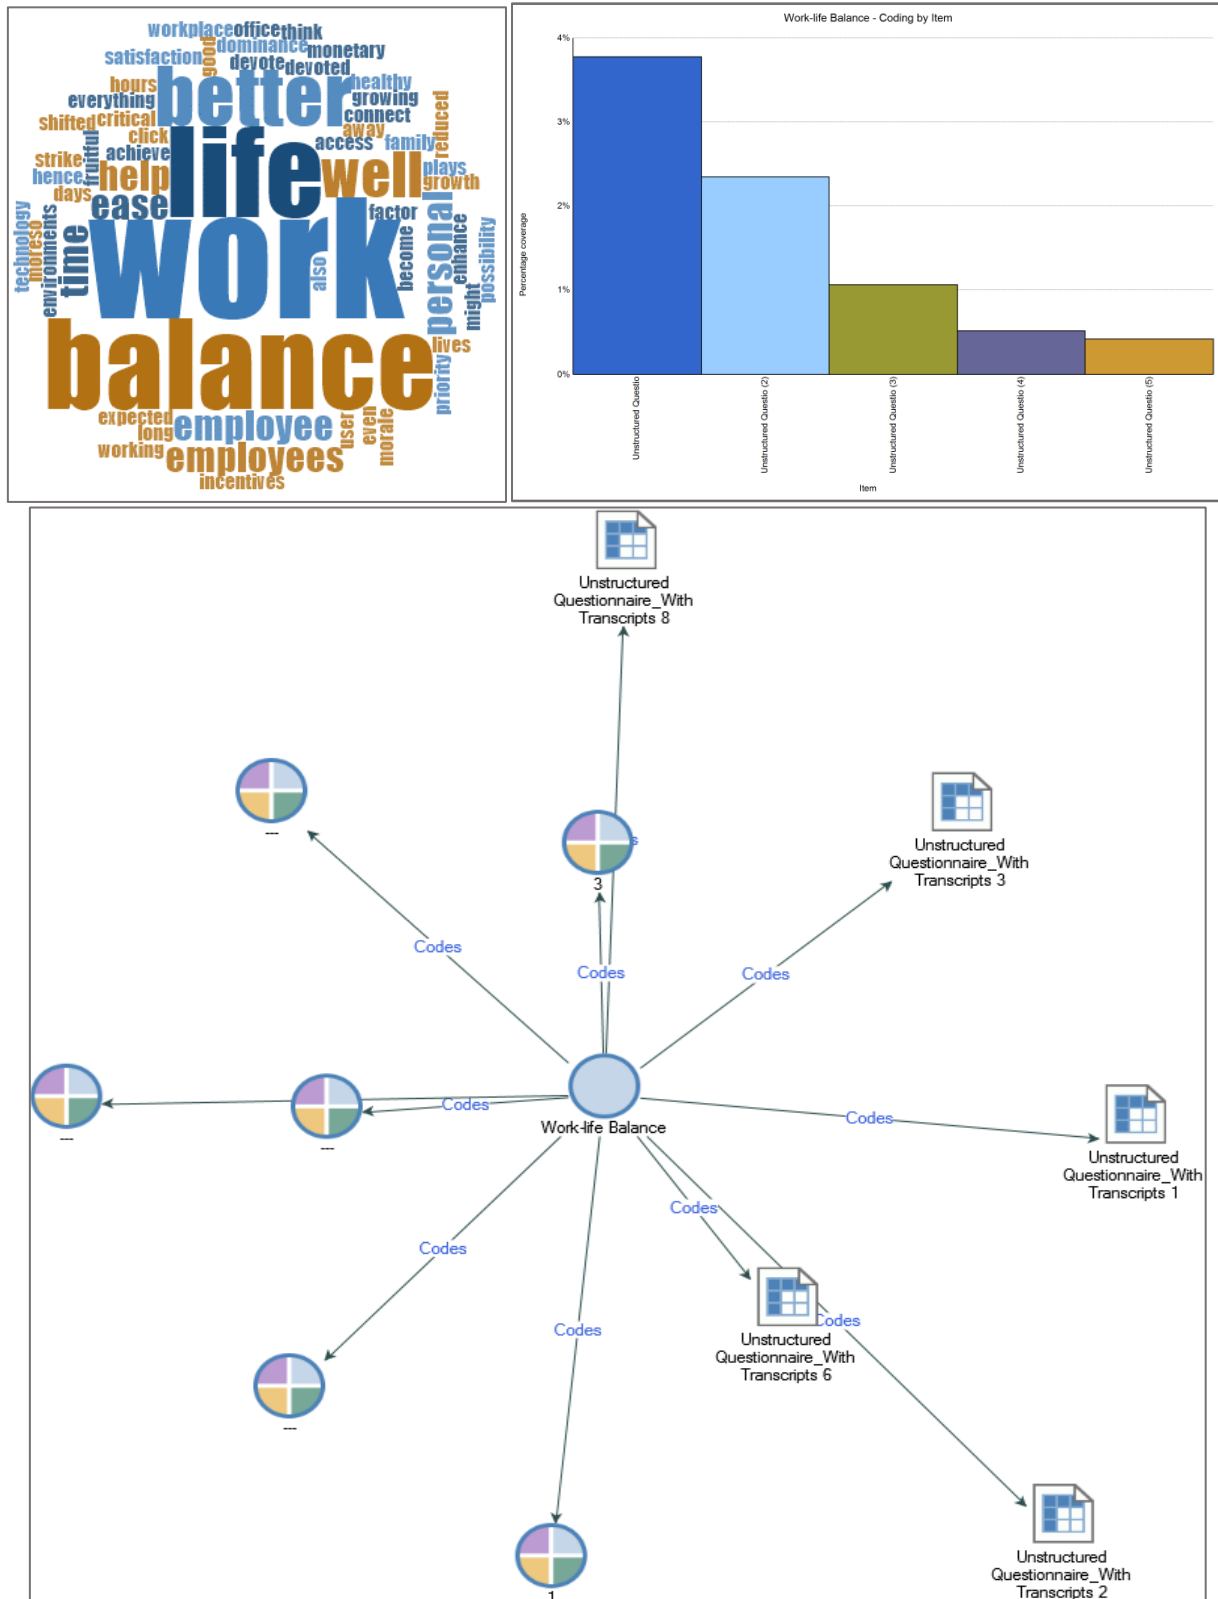 workplace office think
good dominance monetary
satisfaction devote devoted
hours better healthy
everything growing
shifted critical connect
click away reduced
fruitful achieve life access family
strike help well plays
hence growth
days ease factor
technology moreso environments time work also become personal enhance possibility
might
balance lives
priority
expected employee
long user even morale
working employees
incentives
Work-life Balance - Coding by Item
Percentage coverage
4%
3%
2%
1%
0%
Unstructured Questio
Unstructured Questio (2)
Unstructured Questio (3)
Unstructured Questio (4)
Unstructured Questio (5)
Item
Unstructured
Questionnaire_With
Transcripts 8
---
3
s
Unstructured
Questionnaire_With
Transcripts 3
Codes
Codes
Codes
---
---
Codes
Work-life Balance
Codes
Unstructured
Questionnaire_With
Transcripts 1
Codes
Codes
Codes
Codes
Unstructured
Questionnaire_With
Transcripts 6
---
1
Unstructured
Questionnaire_With
Transcripts 2